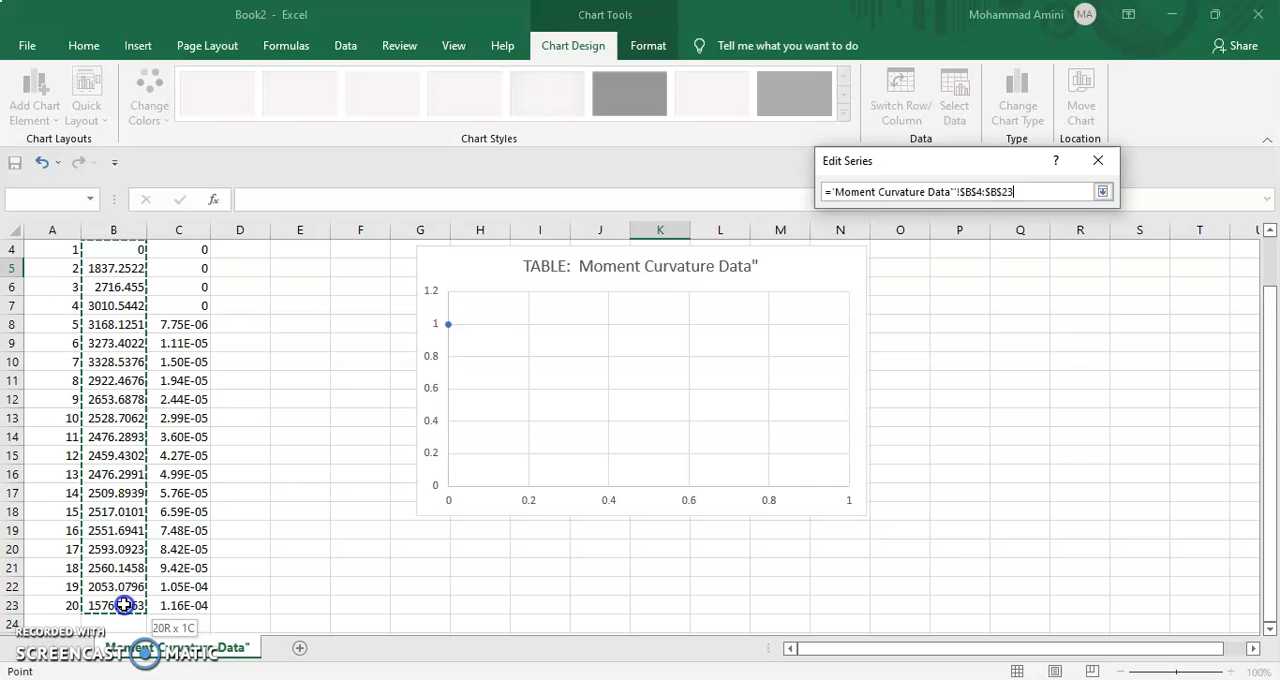 Book2 - Excel
Chart Tools
Mohammad Amini MA
File Home Insert Page Layout Formulas Data Review View Help Chart Design Format Tell me what you want to do Share
Add Chart Element Quick Layout Change Colors Switch Row/ Column Select Data Change Chart Type Move Chart
Chart Layouts Chart Styles Data Type Location
Edit Series ?
fx ='Moment Curvature Data"'!$B$4:$B$23
A B C D E F G H I J K L M N O P Q R S T U
4 1 0 0
5 2 1837.2522 0
6 3 2716.455 0
7 4 3010.5442 0
8 5 3168.1251 7.75E-06
9 6 3273.4022 1.11E-05
10 7 3328.5376 1.50E-05
11 8 2922.4676 1.94E-05
12 9 2653.6878 2.44E-05
13 10 2528.7062 2.99E-05
14 11 2476.2893 3.60E-05
15 12 2459.4302 4.27E-05
16 13 2476.2991 4.99E-05
17 14 2509.8939 5.76E-05
18 15 2517.0101 6.59E-05
19 16 2551.6941 7.48E-05
20 17 2593.0923 8.42E-05
21 18 2560.1458 9.42E-05
22 19 2053.0796 1.05E-04
23 20 1.16E-04
24
TABLE:  Moment Curvature Data"
1.2
1
0.8
0.6
0.4
0.2
0
0 0.2 0.4 0.6 0.8 1
20R x 1C
RECORDED WITH
SCREENCAST MATIC
Moment Curvature Data"
Point 100%